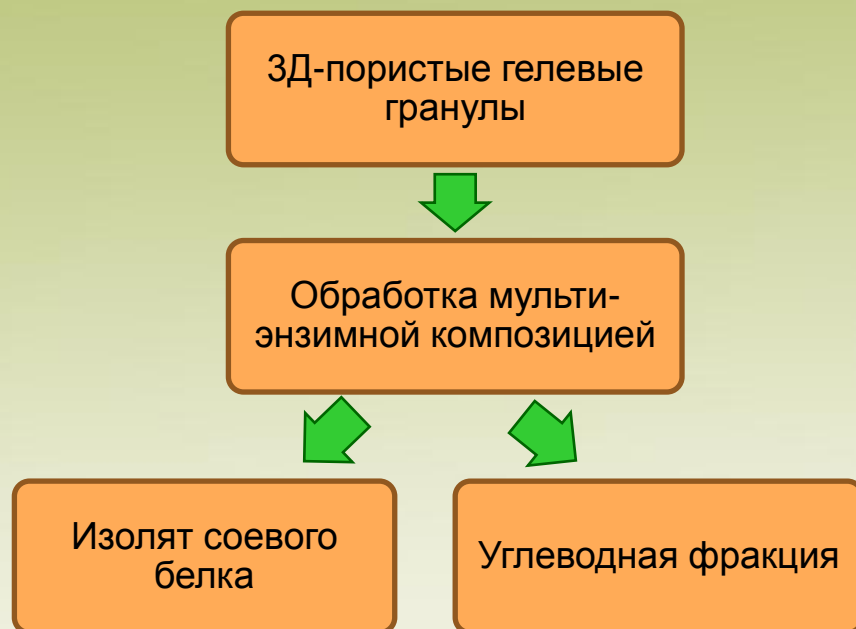 3Д-пористые гелевые
гранулы
Обработка мульти-
энзимной композицией
Изолят соевого
белка
Углеводная фракция